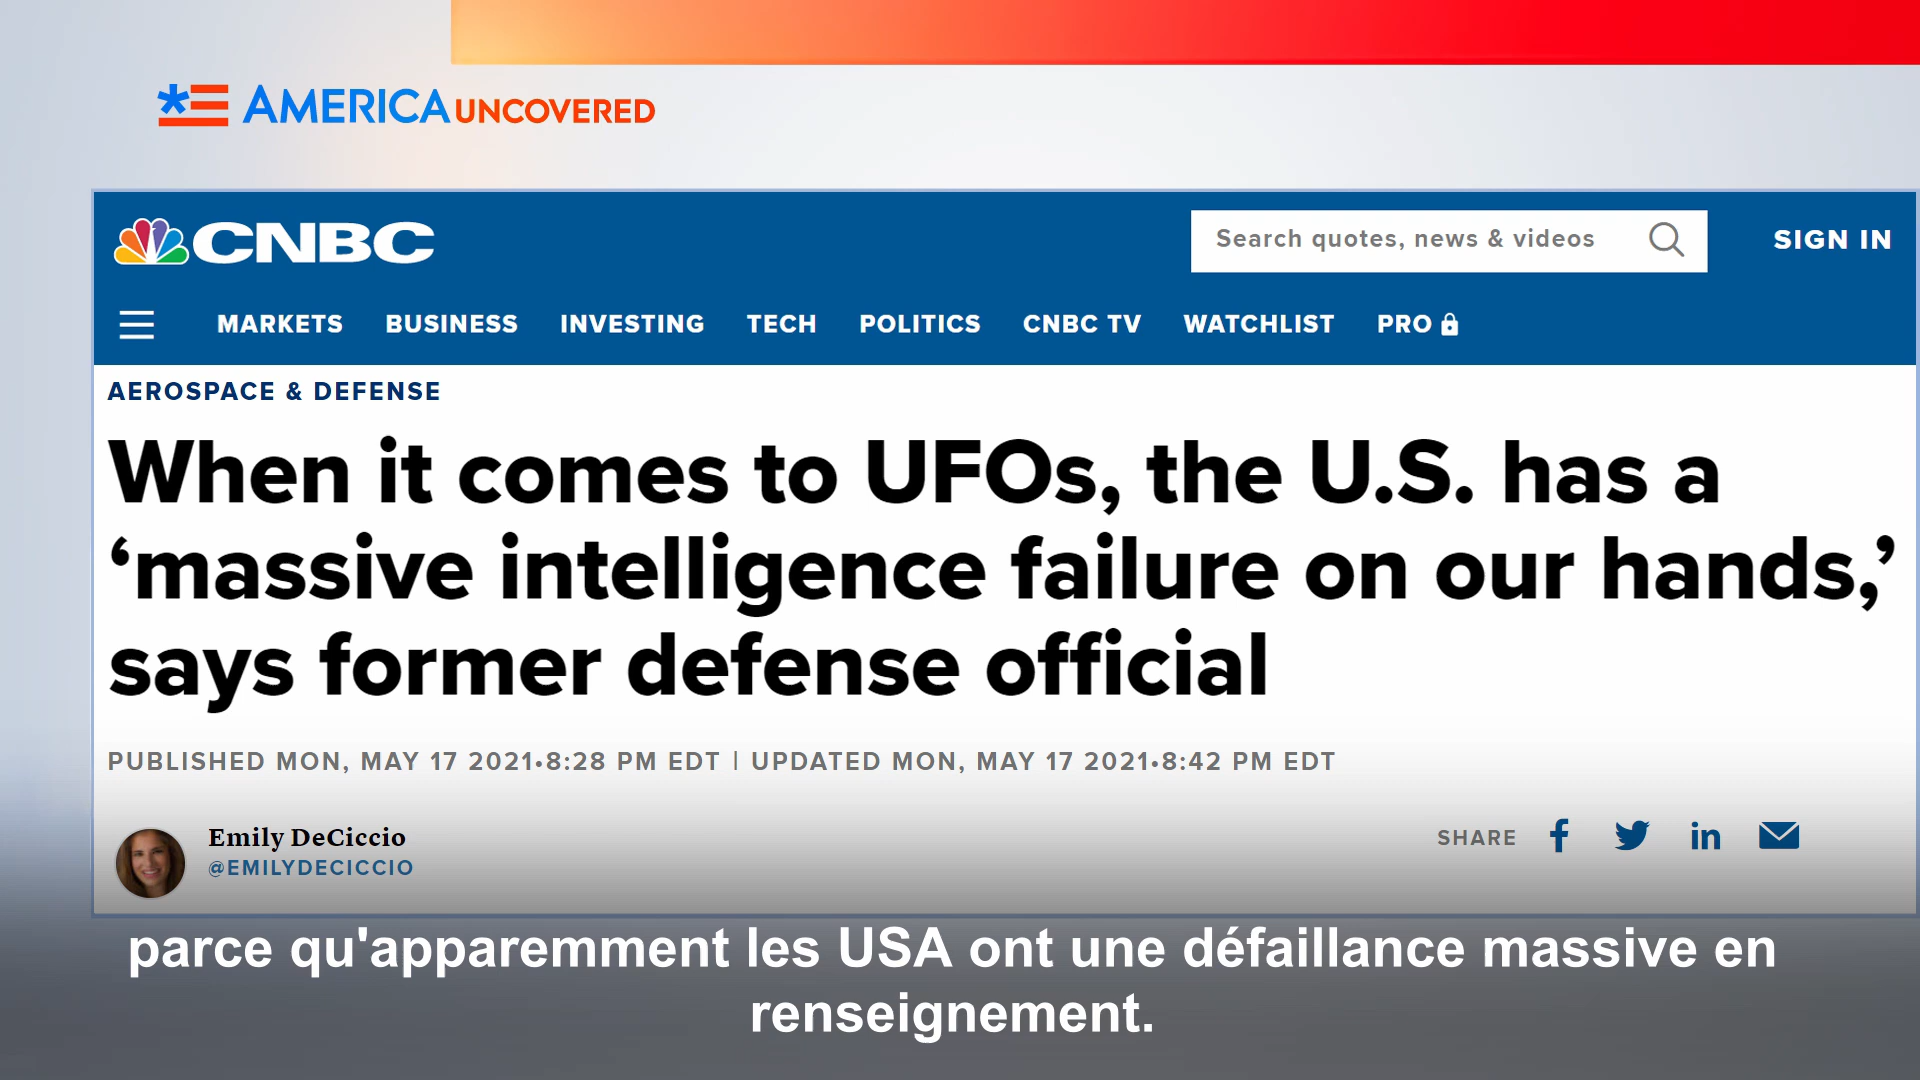 AMERICA UNCOVERED
CNBC
Search quotes, news & videos
SIGN IN
MARKETS BUSINESS INVESTING TECH POLITICS CNBC TV WATCHLIST PRO
AEROSPACE & DEFENSE
When it comes to UFOs, the U.S. has a
‘massive intelligence failure on our hands,’
says former defense official
PUBLISHED MON, MAY 17 2021•8:28 PM EDT | UPDATED MON, MAY 17 2021•8:42 PM EDT
Emily DeCiccio
@EMILYDECICCIO
SHARE
parce qu'apparemment les USA ont une défaillance massive en
renseignement.